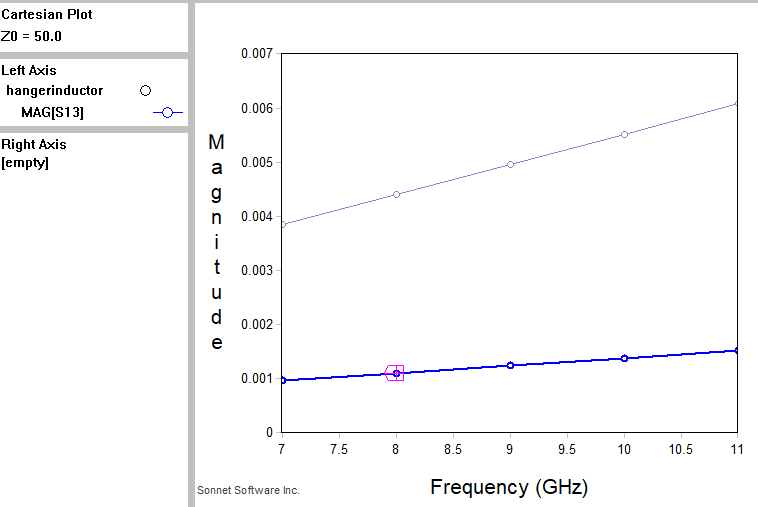 Cartesian Plot
Z0 = 50.0
Left Axis
hangerinductor
MAG[S13]
Right Axis
[empty]
Magnitude
0.007
0.006
0.005
0.004
0.003
0.002
0.001
0
7 7.5 8 8.5 9 9.5 10 10.5 11
Frequency (GHz)
Sonnet Software Inc.